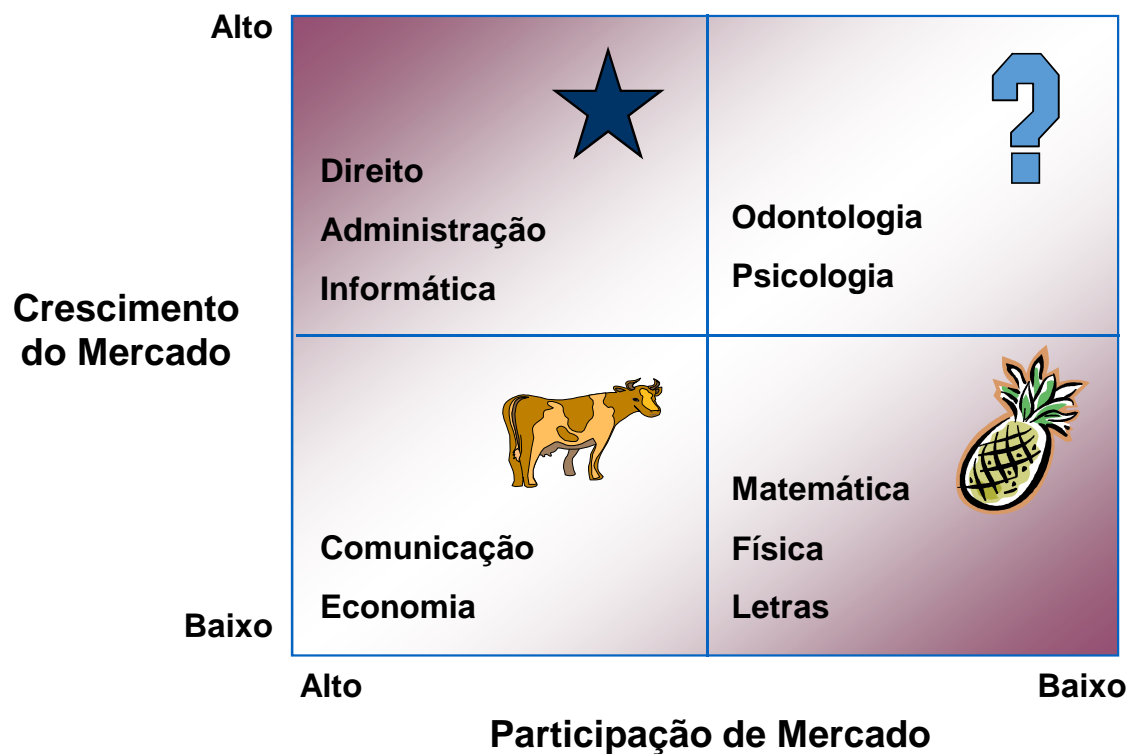 Alto
Direito
Administração
Informática
Odontologia
Psicologia
Crescimento
do Mercado
Comunicação
Economia
Matemática
Física
Letras
Baixo
Alto
Baixo
Participação de Mercado